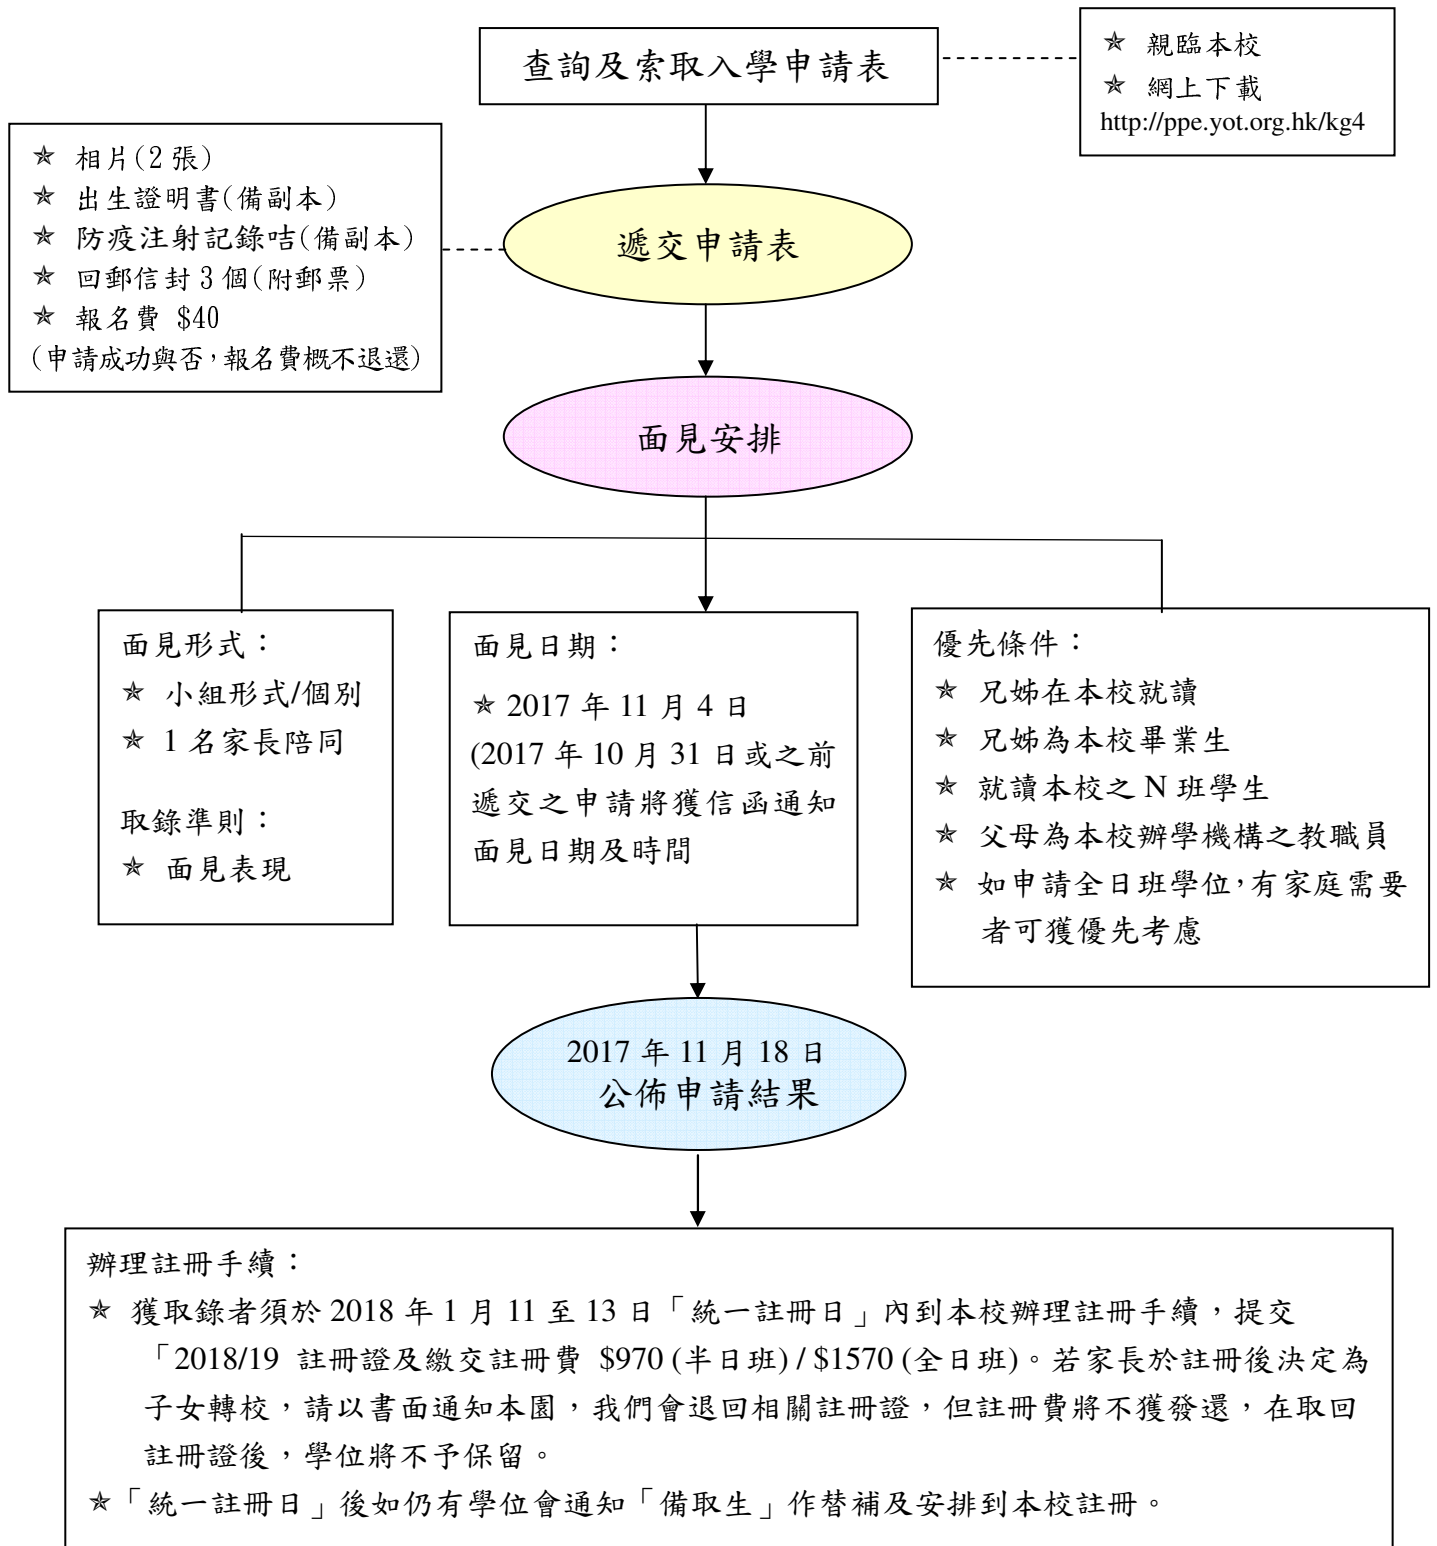 查詢及索取入學申請表
✯ 親臨本校
✯ 網上下載
http://ppe.yot.org.hk/kg4
✯ 相片(2 張)
✯ 出生證明書(備副本)
✯ 防疫注射記錄咭(備副本)
✯ 回郵信封 3 個(附郵票)
✯ 報名費 $40
(申請成功與否，報名費概不退還)
遞交申請表
面見安排
面見形式：
✯ 小組形式/個別
✯ 1 名家長陪同
取錄準則：
✯ 面見表現
面見日期：
✯ 2017 年 11 月 4 日
(2017 年 10 月 31 日或之前
遞交之申請將獲信函通知
面見日期及時間
優先條件：
✯ 兄姊在本校就讀
✯ 兄姊為本校畢業生
✯ 就讀本校之 N 班學生
✯ 父母為本校辦學機構之教職員
✯ 如申請全日班學位，有家庭需要
者可獲優先考慮
2017 年 11 月 18 日
公佈申請結果
辦理註冊手續：
✯ 獲取錄者須於 2018 年 1 月 11 至 13 日「統一註冊日」內到本校辦理註冊手續，提交
「2018/19 註冊證及繳交註冊費 $970 (半日班) / $1570 (全日班)。若家長於註冊後決定為
子女轉校，請以書面通知本園，我們會退回相關註冊證，但註冊費將不獲發還，在取回
註冊證後，學位將不予保留。
✯「統一註冊日」後如仍有學位會通知「備取生」作替補及安排到本校註冊。